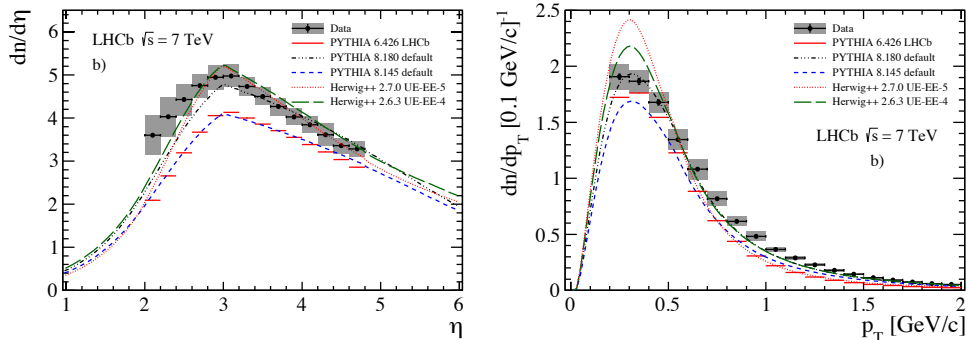 dn/dη
LHCb √s = 7 TeV
b)
Data
PYTHIA 6.426 LHCb
PYTHIA 8.180 default
PYTHIA 8.145 default
Herwig++ 2.7.0 UE-EE-5
Herwig++ 2.6.3 UE-EE-4
6
5
4
3
2
1
0
1 2 3 4 5 6
η
dn/dp_T [0.1 GeV/c]⁻¹
Data
PYTHIA 6.426 LHCb
PYTHIA 8.180 default
PYTHIA 8.145 default
Herwig++ 2.7.0 UE-EE-5
Herwig++ 2.6.3 UE-EE-4
LHCb √s = 7 TeV
b)
2.5
2
1.5
1
0.5
0
0 0.5 1 1.5 2
p_T [GeV/c]